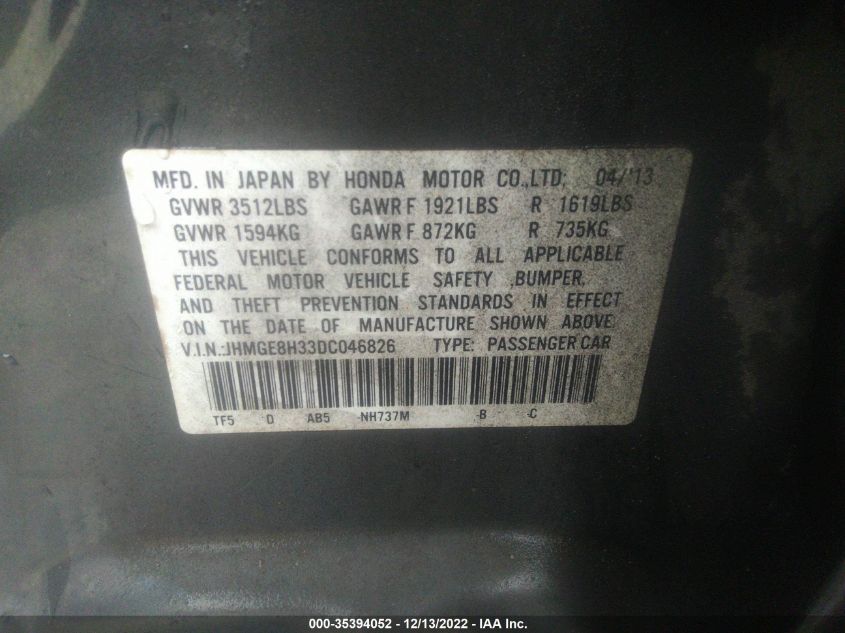 MFD. IN JAPAN BY HONDA MOTOR CO.,LTD. 04/'13
GVWR 3512LBS GAWR F 1921LBS R 1619LBS
GVWR 1594KG GAWR F 872KG R 735KG
THIS VEHICLE CONFORMS TO ALL APPLICABLE
FEDERAL MOTOR VEHICLE SAFETY ,BUMPER,
AND THEFT PREVENTION STANDARDS IN EFFECT
ON THE DATE OF MANUFACTURE SHOWN ABOVE.
V.I.N.:JHMGE8H33DC046826 TYPE: PASSENGER CAR
TF5 D AB5 -NH737M -B -C
000-35394052 - 12/13/2022 - IAA Inc.